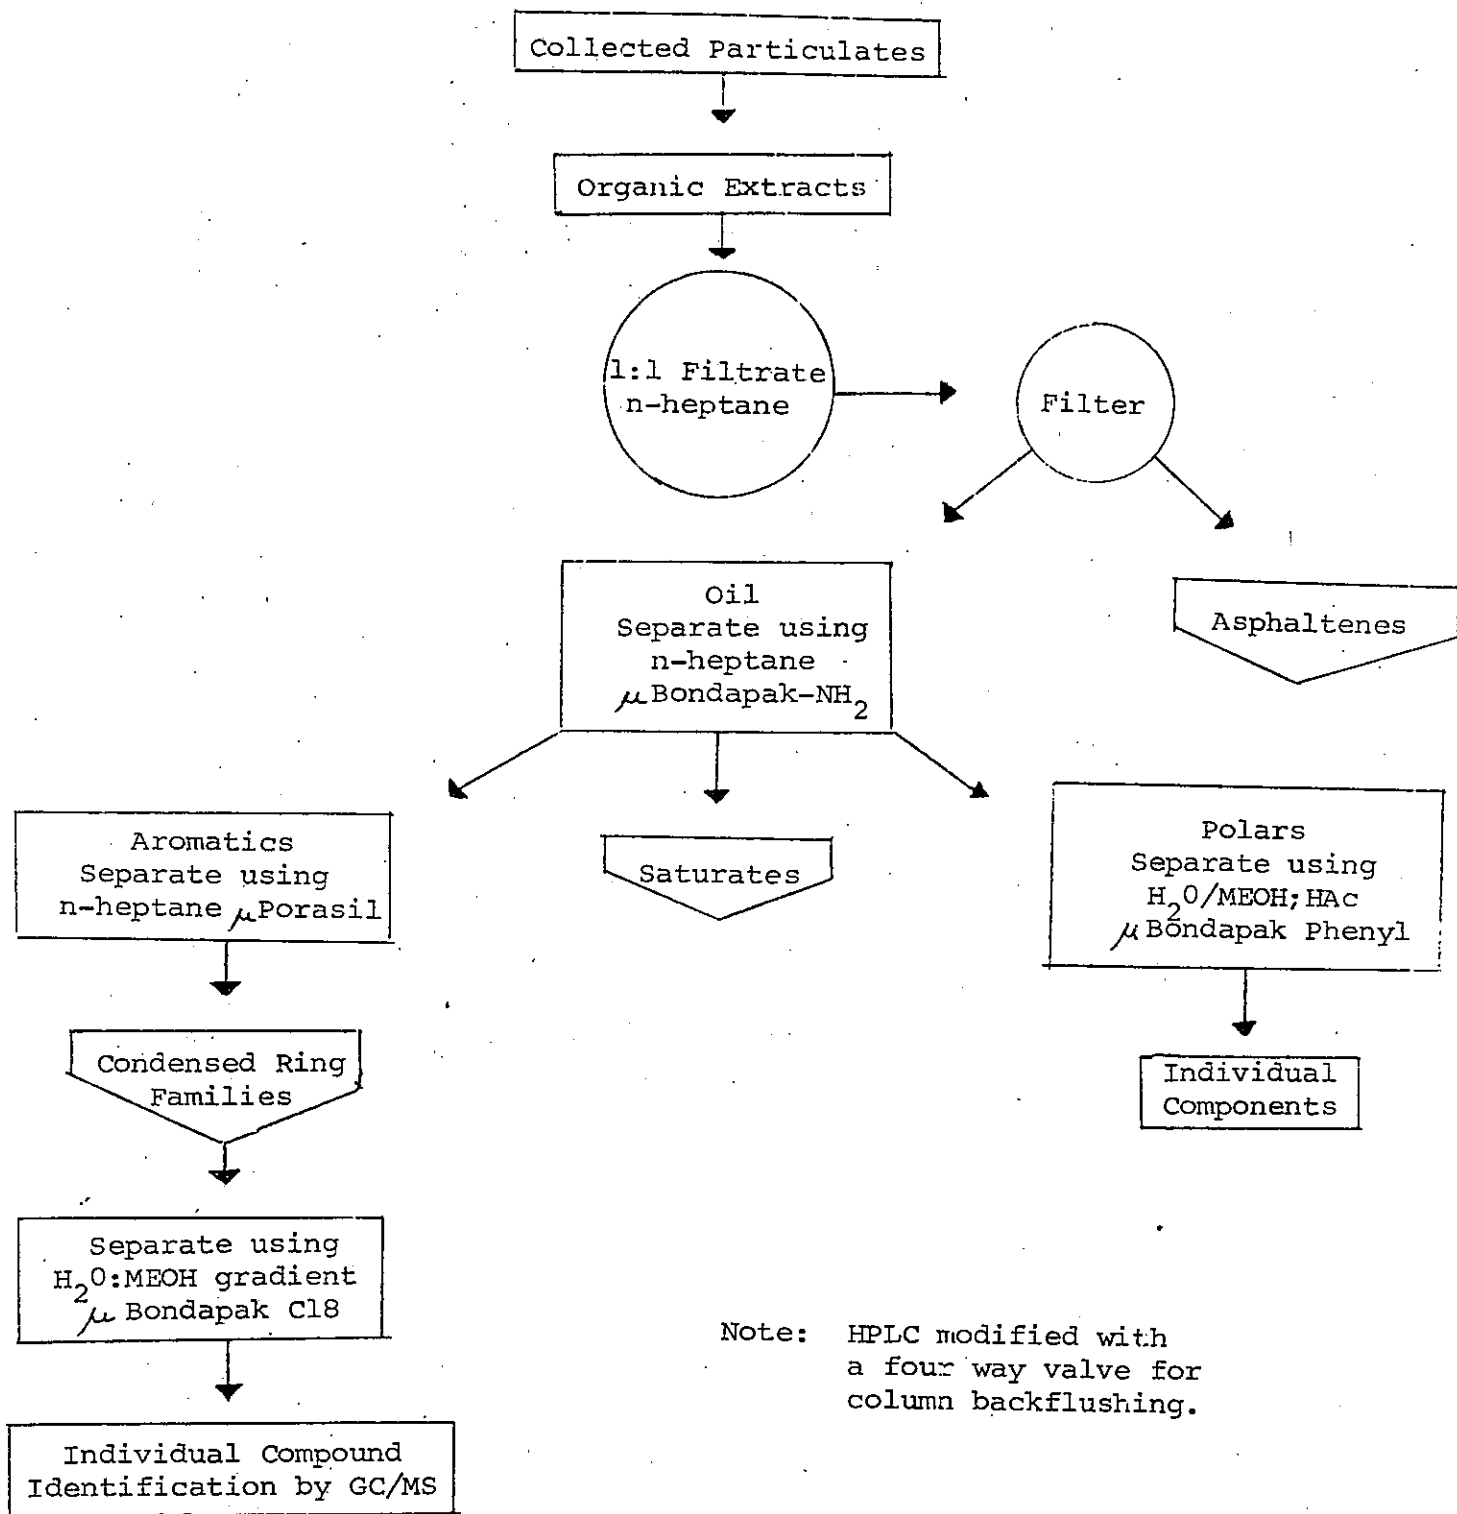 Collected Particulates
Organic Extracts
1:1 Filtrate
n-heptane
Filter
Oil
Separate using
n-heptane
μBondapak-NH2
Asphaltenes
Aromatics
Separate using
n-heptane μPorasil
Saturates
Polars
Separate using
H2O/MEOH;HAc
μBondapak Phenyl
Condensed Ring
Families
Individual
Components
Separate using
H2O:MEOH gradient
μ Bondapak C18
Note: HPLC modified with
a four way valve for
column backflushing.
Individual Compound
Identification by GC/MS